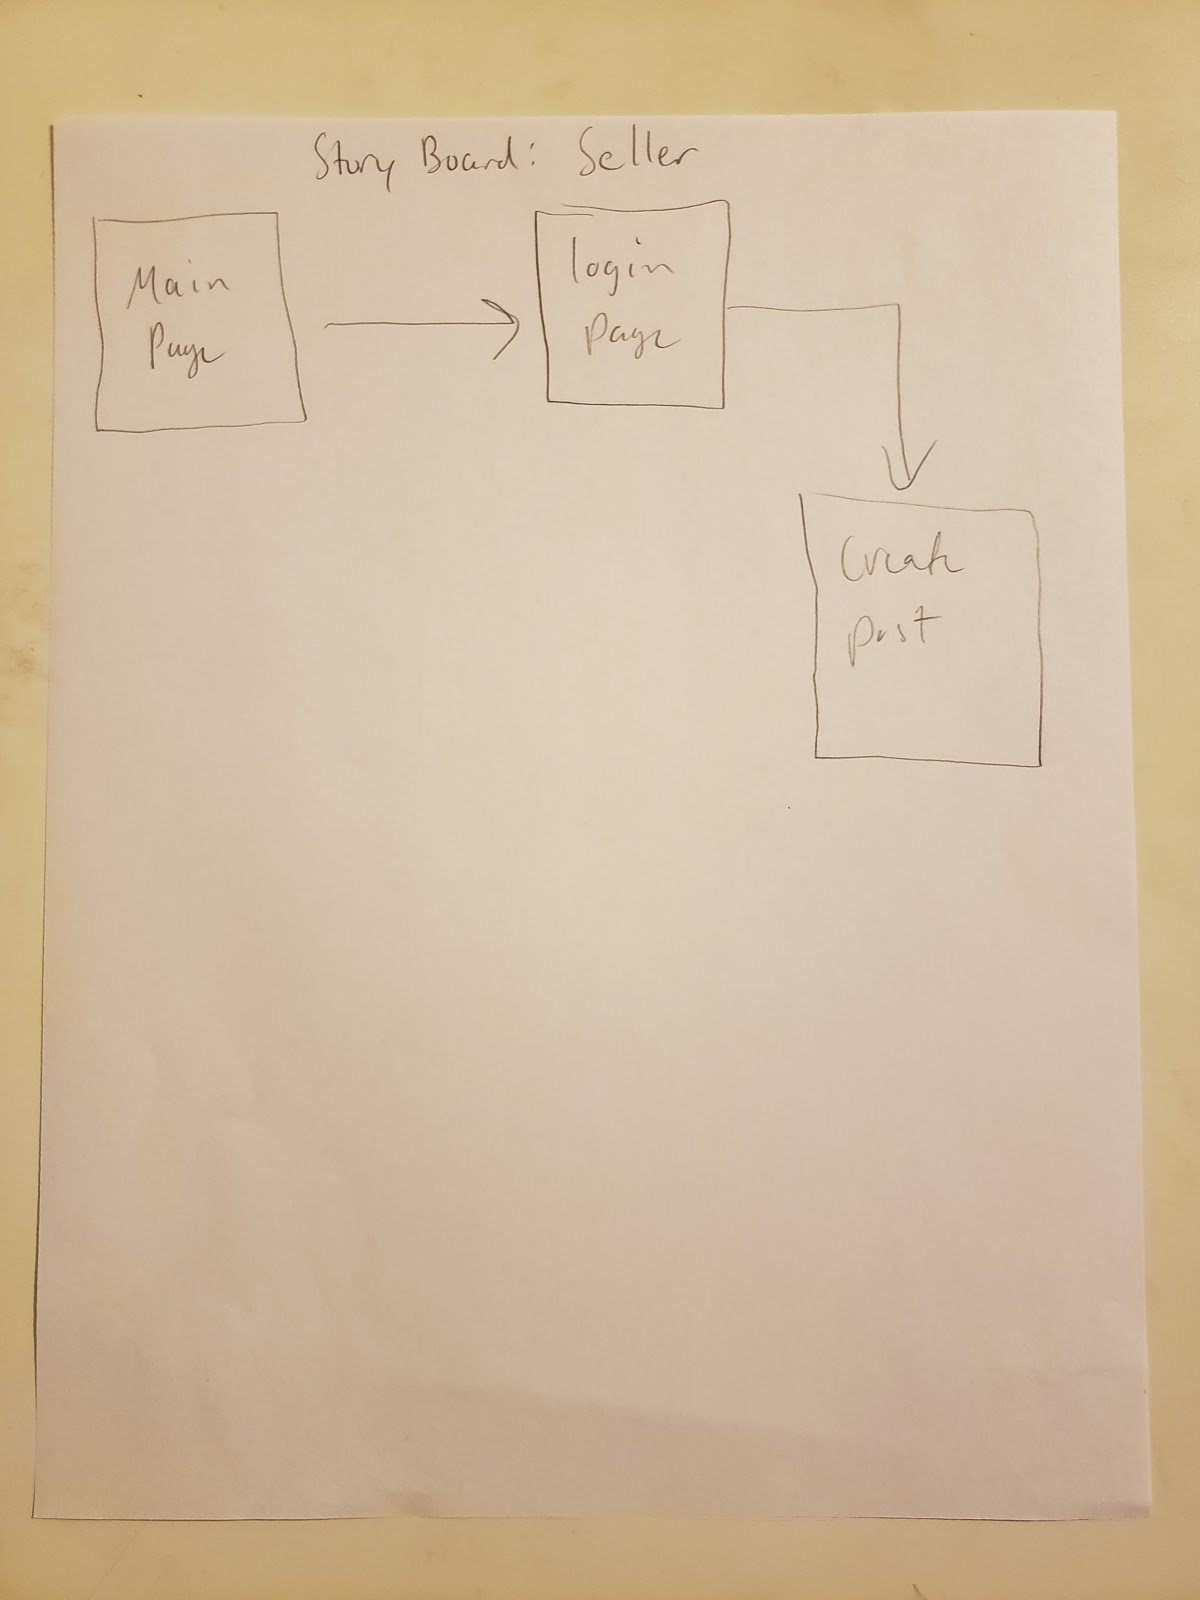 Story Board: Seller
Main
Page
login
page
Create
post